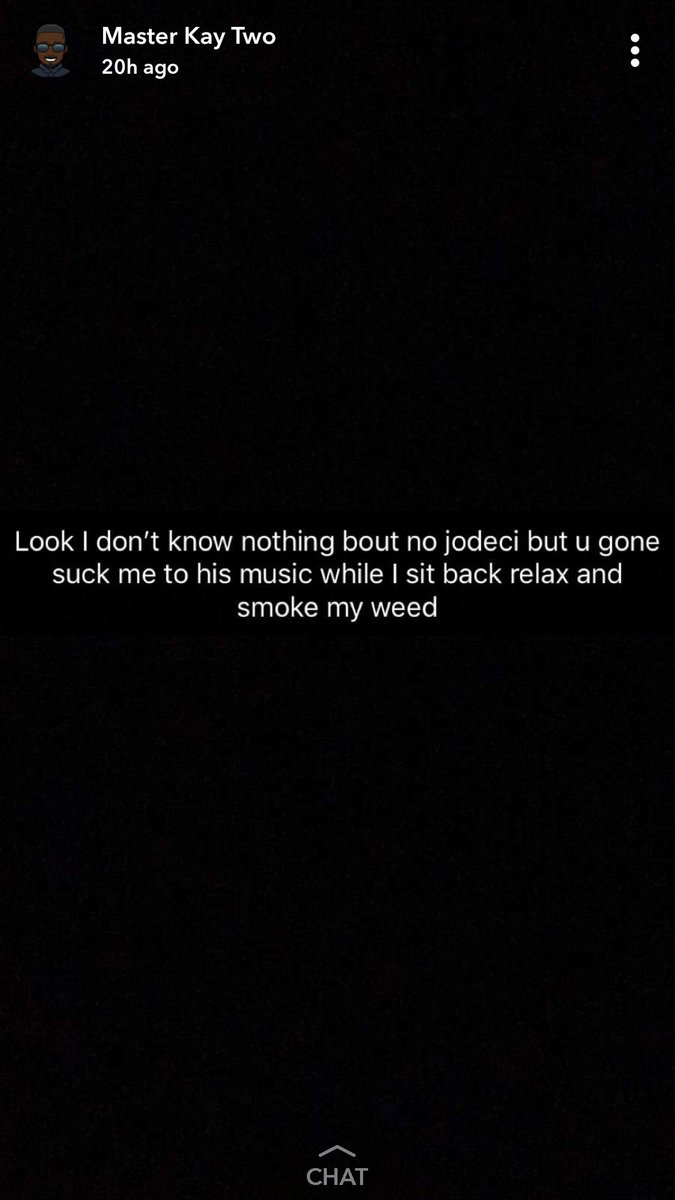 Master Kay Two
20h ago
Look I don’t know nothing bout no jodeci but u gone
suck me to his music while I sit back relax and
smoke my weed
CHAT